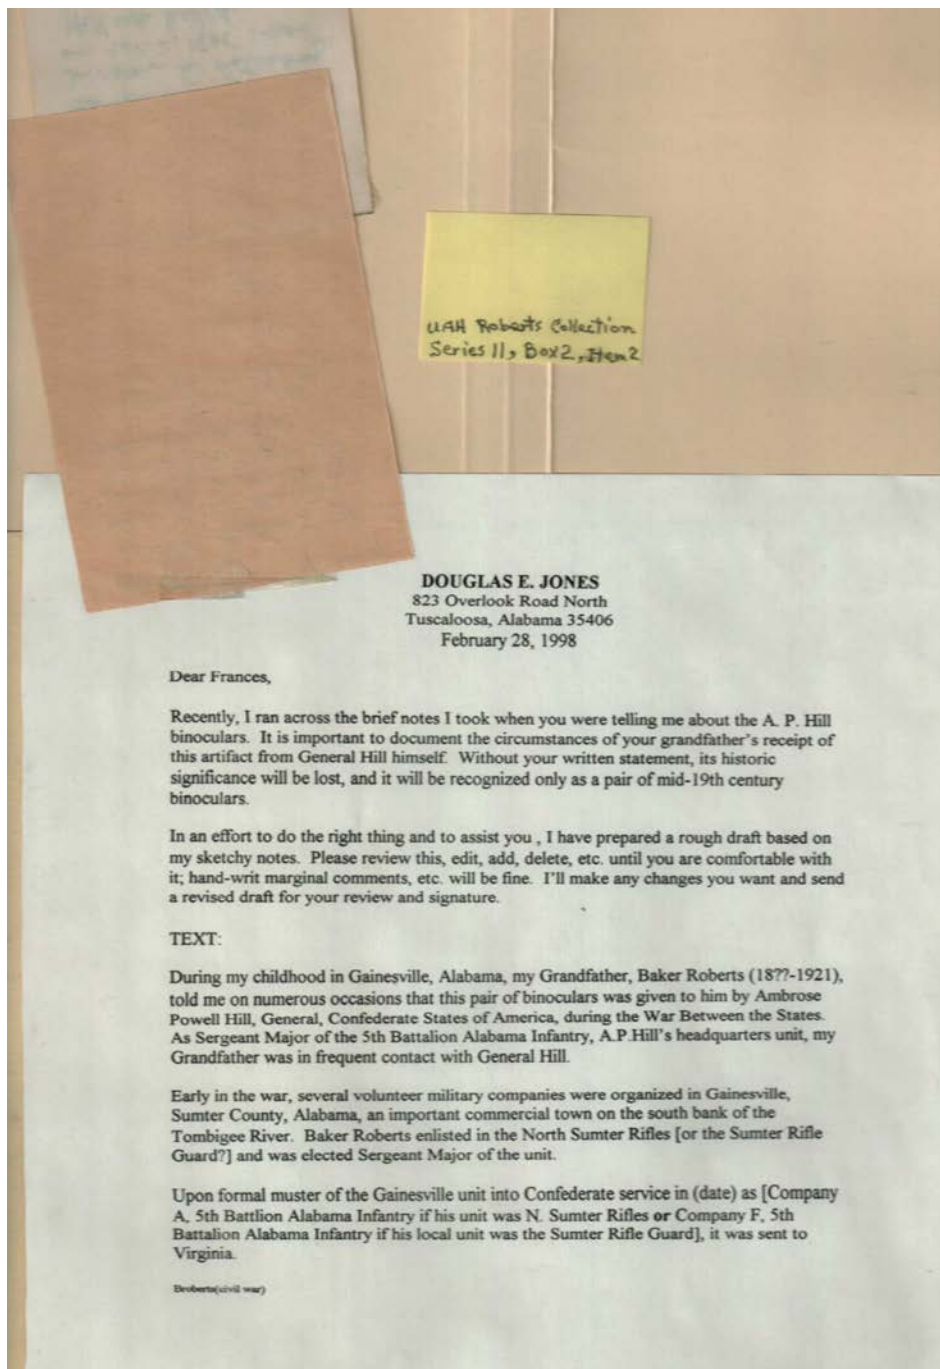 UAH Roberts Collection
Series 11, Box 2, Item 2
DOUGLAS E. JONES
823 Overlook Road North
Tuscaloosa, Alabama 35406
February 28, 1998
Dear Frances,
Recently, I ran across the brief notes I took when you were telling me about the A. P. Hill
binoculars.  It is important to document the circumstances of your grandfather's receipt of
this artifact from General Hill himself.  Without your written statement, its historic
significance will be lost, and it will be recognized only as a pair of mid-19th century
binoculars.
In an effort to do the right thing and to assist you , I have prepared a rough draft based on
my sketchy notes.  Please review this, edit, add, delete, etc. until you are comfortable with
it; hand-writ marginal comments, etc. will be fine.  I'll make any changes you want and send
a revised draft for your review and signature.
TEXT:
During my childhood in Gainesville, Alabama, my Grandfather, Baker Roberts (18??-1921),
told me on numerous occasions that this pair of binoculars was given to him by Ambrose
Powell Hill, General, Confederate States of America, during the War Between the States.
As Sergeant Major of the 5th Battalion Alabama Infantry, A.P.Hill's headquarters unit, my
Grandfather was in frequent contact with General Hill.
Early in the war, several volunteer military companies were organized in Gainesville,
Sumter County, Alabama, an important commercial town on the south bank of the
Tombigee River.  Baker Roberts enlisted in the North Sumter Rifles [or the Sumter Rifle
Guard?] and was elected Sergeant Major of the unit.
Upon formal muster of the Gainesville unit into Confederate service in (date) as [Company
A, 5th Battlion Alabama Infantry if his unit was N. Sumter Rifles or Company F, 5th
Battalion Alabama Infantry if his local unit was the Sumter Rifle Guard], it was sent to
Virginia.
Broberts(civil war)